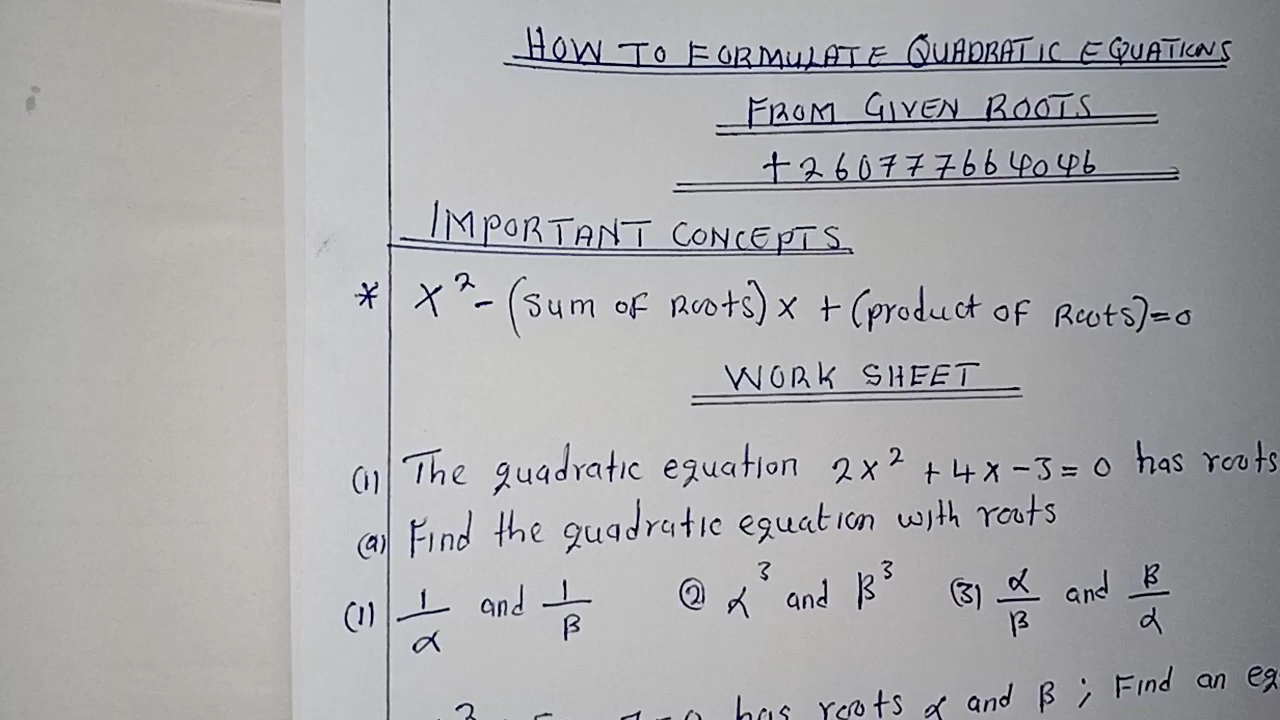 HOW TO FORMULATE QUADRATIC EQUATIONS
FROM GIVEN ROOTS
+260777664046
IMPORTANT CONCEPTS
* x² - (sum of Roots) x + (product of Roots) = 0
WORK SHEET
(1) The quadratic equation 2x² + 4x - 3 = 0 has roots
(a) Find the quadratic equation with roots
(1) 1/α and 1/β ② α³ and β³ (3) α/β and β/α
has roots α and β ; Find an